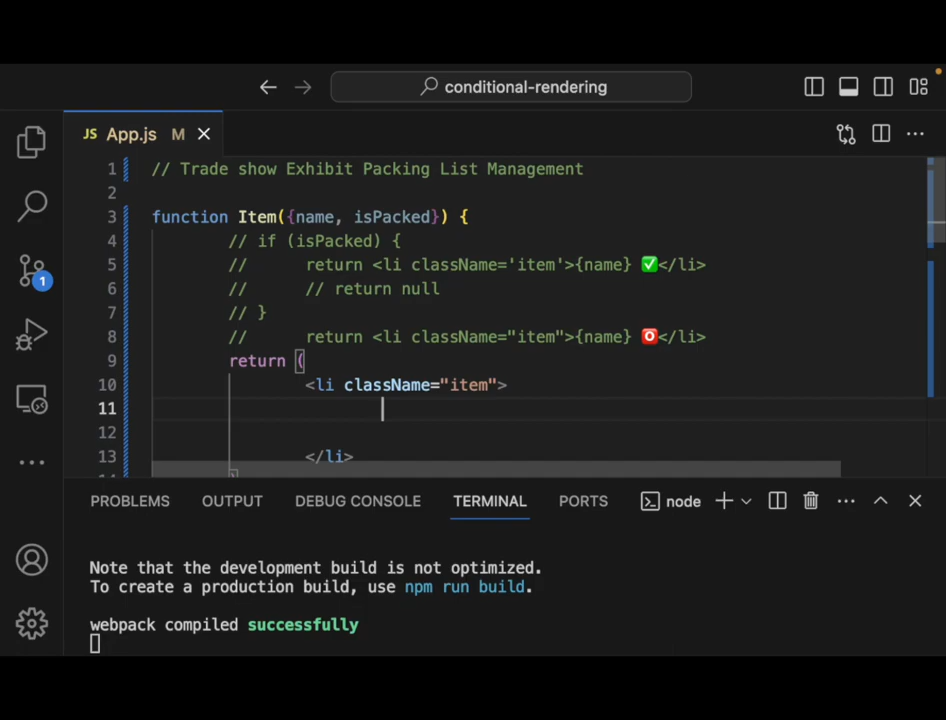 conditional-rendering
JS App.js M
1 // Trade show Exhibit Packing List Management
2
3 function Item({name, isPacked}) {
4 // if (isPacked) {
5 // return <li className='item'>{name} ✅</li>
6 // // return null
7 // }
8 // return <li className="item">{name} 🅾️</li>
9 return (
10 <li className="item">
11
12
13 </li>
1
PROBLEMS OUTPUT DEBUG CONSOLE TERMINAL PORTS node
Note that the development build is not optimized.
To create a production build, use npm run build.
webpack compiled successfully